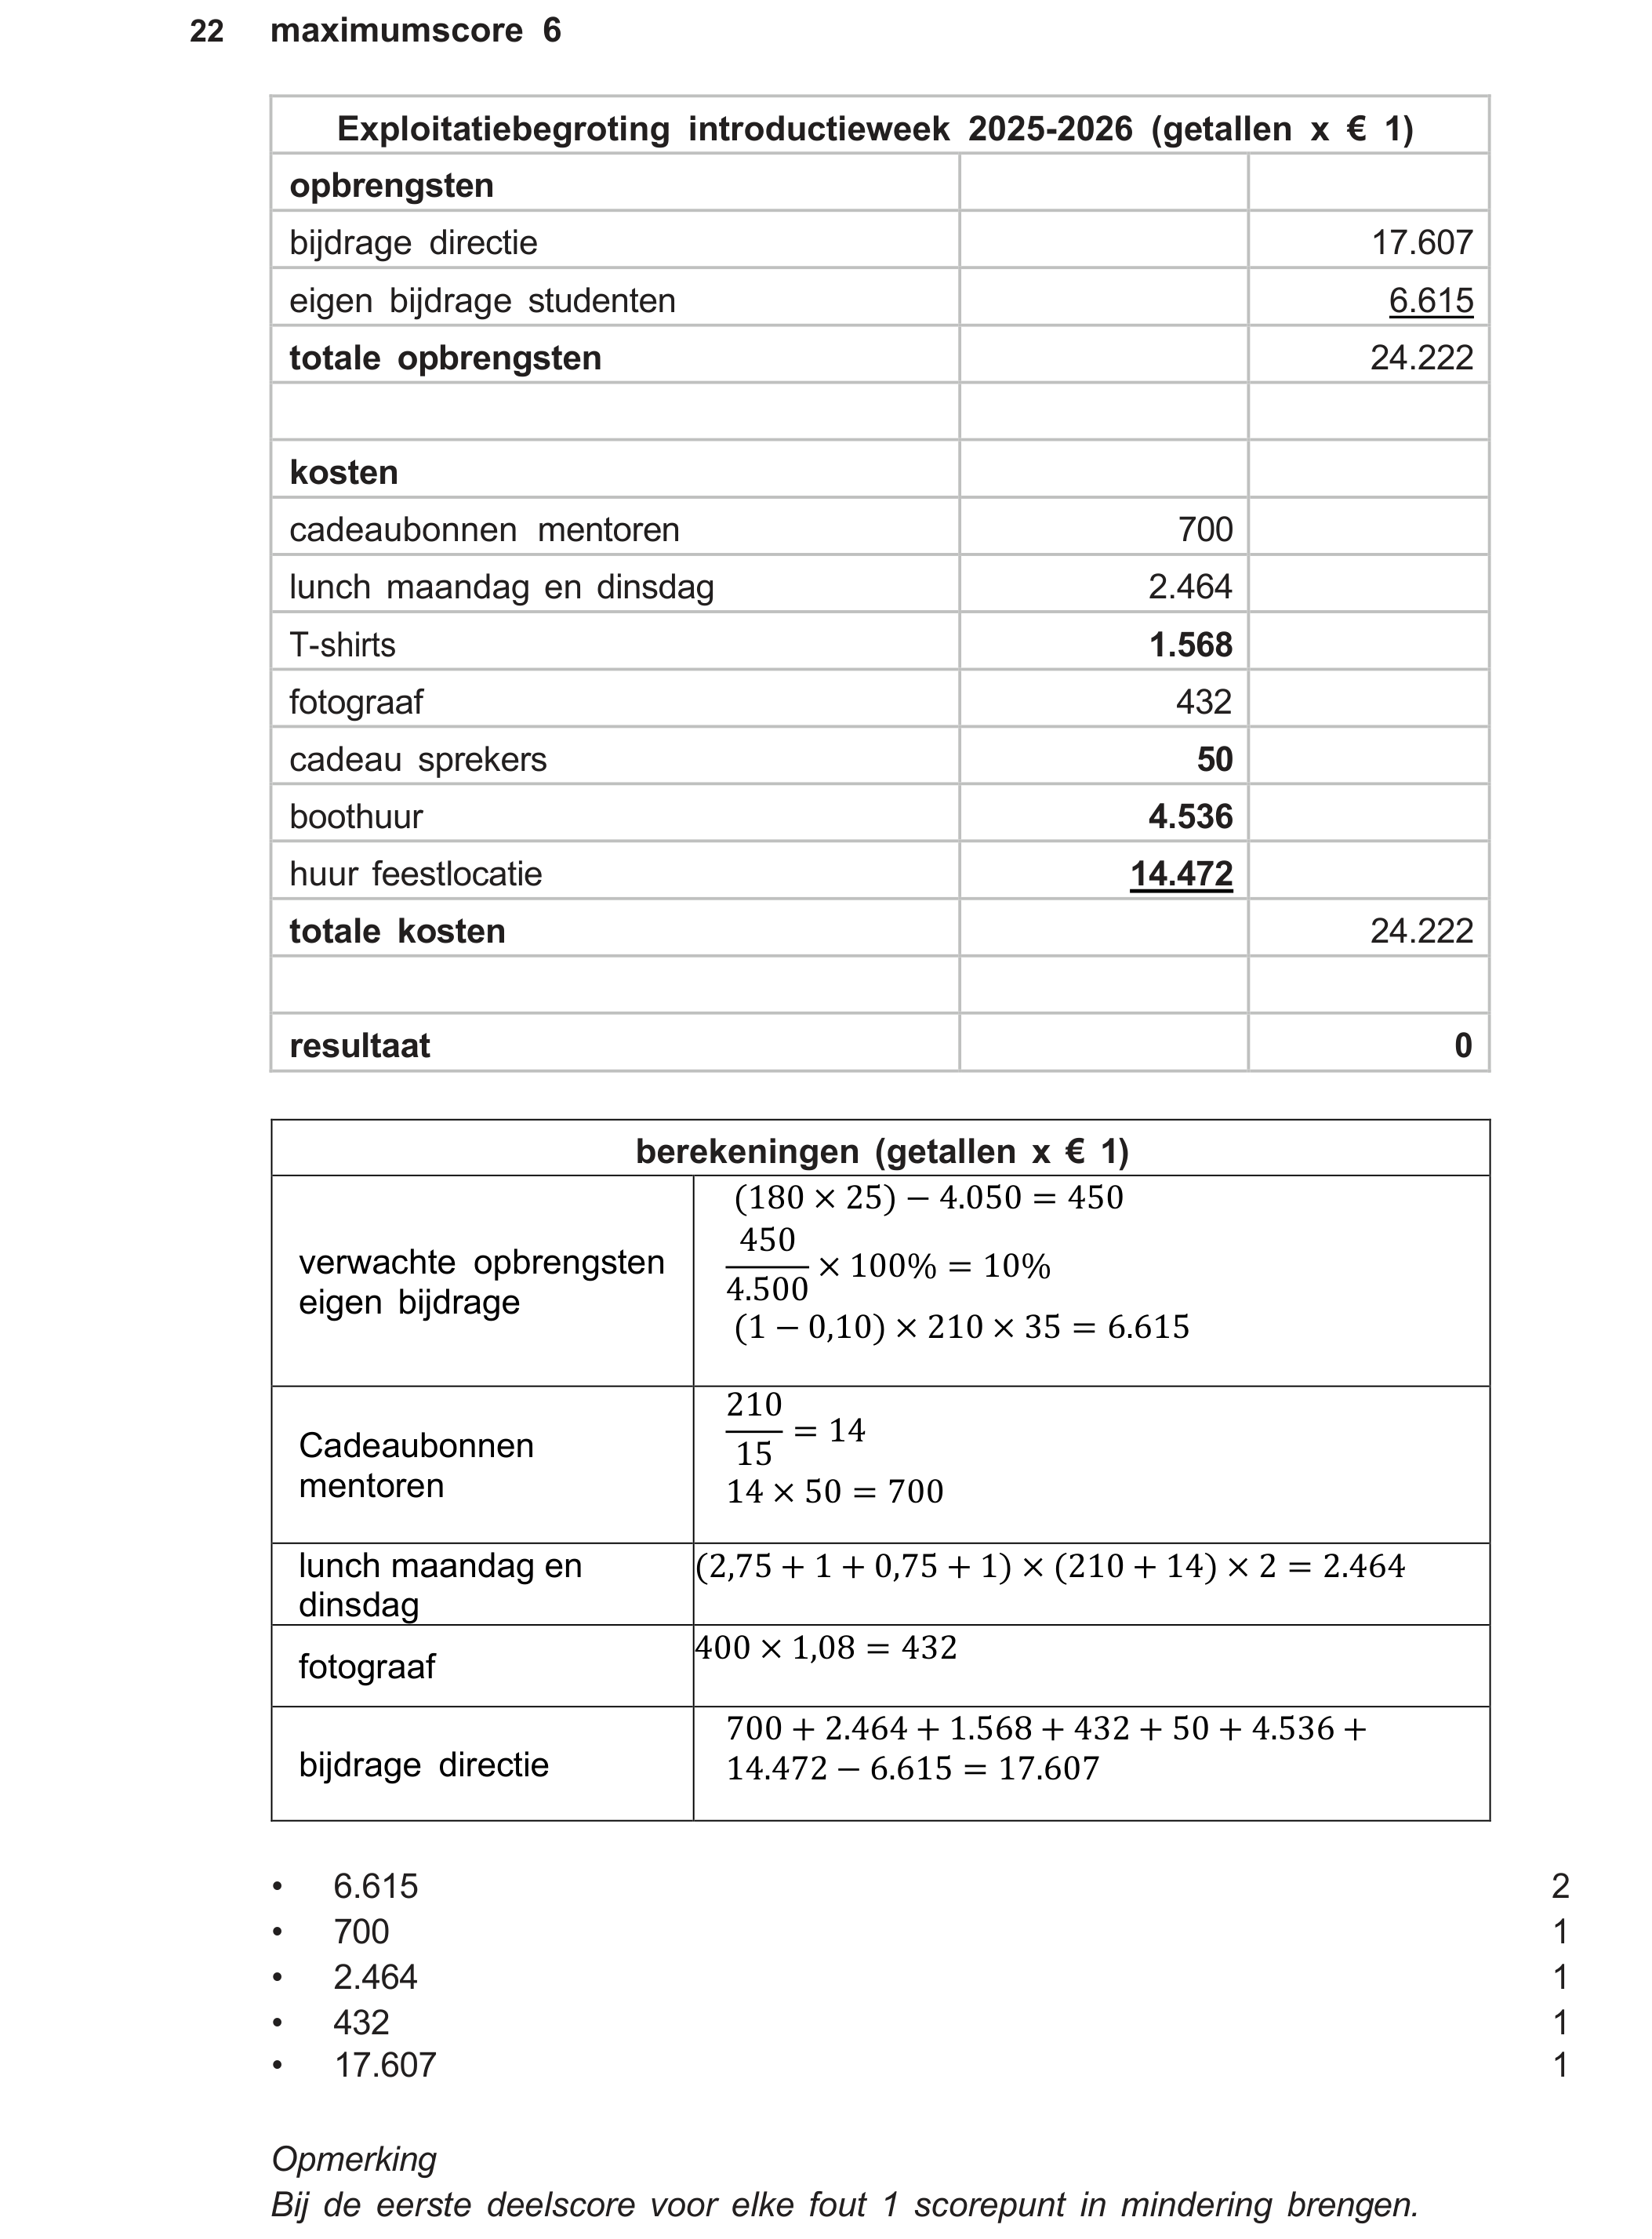 22 maximumscore 6
Exploitatiebegroting introductieweek 2025-2026 (getallen x € 1)
opbrengsten
bijdrage directie 17.607
eigen bijdrage studenten 6.615
totale opbrengsten 24.222
kosten
cadeaubonnen mentoren 700
lunch maandag en dinsdag 2.464
T-shirts 1.568
fotograaf 432
cadeau sprekers 50
boothuur 4.536
huur feestlocatie 14.472
totale kosten 24.222
resultaat 0
berekeningen (getallen x € 1)
verwachte opbrengsten
eigen bijdrage
(180 × 25) − 4.050 = 450
450
4.500
× 100% = 10%
(1 − 0,10) × 210 × 35 = 6.615
Cadeaubonnen
mentoren
210
15
= 14
14 × 50 = 700
lunch maandag en
dinsdag
(2,75 + 1 + 0,75 + 1) × (210 + 14) × 2 = 2.464
fotograaf
400 × 1,08 = 432
bijdrage directie
700 + 2.464 + 1.568 + 432 + 50 + 4.536 +
14.472 − 6.615 = 17.607
• 6.615 2
• 700 1
• 2.464 1
• 432 1
• 17.607 1
Opmerking
Bij de eerste deelscore voor elke fout 1 scorepunt in mindering brengen.